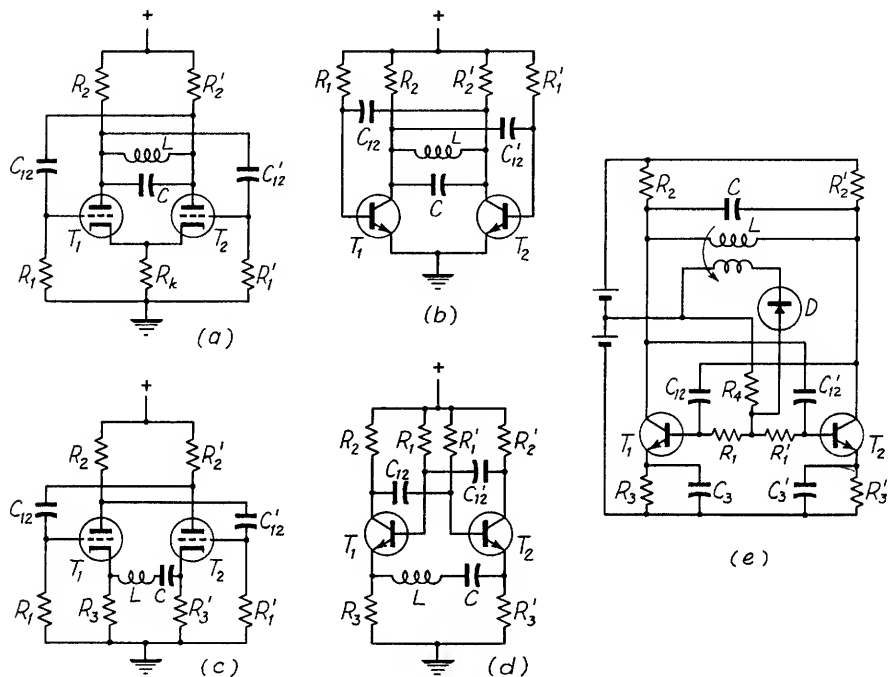 +
R₂ R₂'
C₁₂ L C₁₂'
C
T₁ T₂
R₁ Rₖ R₁'
(a)
+
R₁ R₂ R₂' R₁'
C₁₂
L C₁₂'
C
T₁ T₂
(b)
+
R₂ R₂'
C₁₂ C₁₂'
T₁ T₂
L C
R₁ R₃ R₃' R₁'
(c)
+
R₂ R₁ R₁' R₂'
C₁₂ C₁₂'
T₁ T₂
L C
R₃ R₃'
(d)
R₂ R₂'
C
L
D
C₁₂ R₄ C₁₂'
T₁ R₁ R₁' T₂
R₃ C₃ C₃' R₃'
(e)